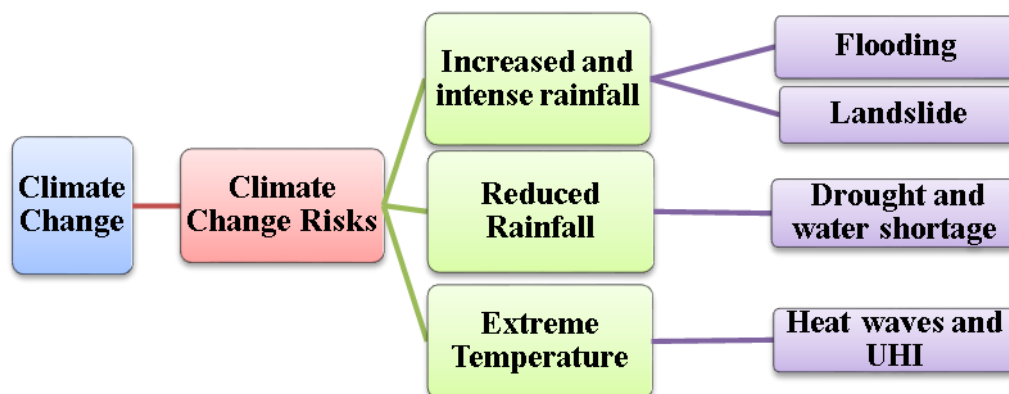 Climate
Change
Climate
Change Risks
Increased and
intense rainfall
Flooding
Landslide
Reduced
Rainfall
Drought and
water shortage
Extreme
Temperature
Heat waves and
UHI